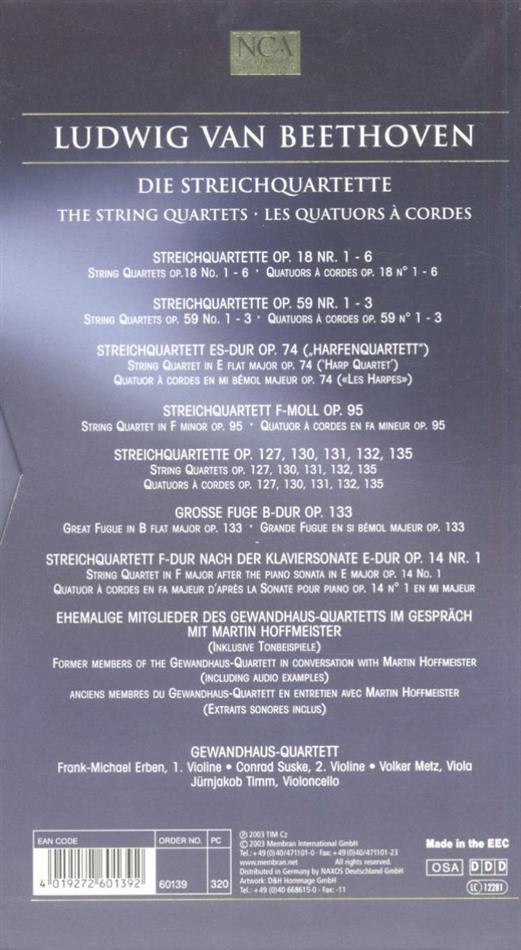 NCA
LUDWIG VAN BEETHOVEN
DIE STREICHQUARTETTE
THE STRING QUARTETS · LES QUATUORS À CORDES
STREICHQUARTETTE OP. 18 NR. 1 - 6
STRING QUARTETS OP.18 NO. 1 - 6 · QUATUORS À CORDES OP. 18 N° 1 - 6
STREICHQUARTETTE OP. 59 NR. 1 - 3
STRING QUARTETS OP. 59 NO. 1 - 3 · QUATUORS À CORDES OP. 59 N° 1 - 3
STREICHQUARTETT ES-DUR OP. 74 („HARFENQUARTETT")
STRING QUARTET IN E FLAT MAJOR OP. 74 ('HARP QUARTET')
QUATUOR À CORDES EN MI BÉMOL MAJEUR OP. 74 («LES HARPES»)
STREICHQUARTETT F-MOLL OP. 95
STRING QUARTET IN F MINOR OP. 95 · QUATUOR À CORDES EN FA MINEUR OP. 95
STREICHQUARTETTE OP. 127, 130, 131, 132, 135
STRING QUARTETS OP. 127, 130, 131, 132, 135
QUATUORS À CORDES OP. 127, 130, 131, 132, 135
GROSSE FUGE B-DUR OP. 133
GREAT FUGUE IN B FLAT MAJOR OP. 133 · GRANDE FUGUE EN SI BÉMOL MAJEUR OP. 133
STREICHQUARTETT F-DUR NACH DER KLAVIERSONATE E-DUR OP. 14 NR. 1
STRING QUARTET IN F MAJOR AFTER THE PIANO SONATA IN E MAJOR OP. 14 NO. 1
QUATUOR À CORDES EN FA MAJEUR D'APRÈS LA SONATE POUR PIANO OP. 14 N° 1 EN MI MAJEUR
EHEMALIGE MITGLIEDER DES GEWANDHAUS-QUARTETTS IM GESPRÄCH
MIT MARTIN HOFFMEISTER
(INKLUSIVE TONBEISPIELE)
FORMER MEMBERS OF THE GEWANDHAUS-QUARTETT IN CONVERSATION WITH MARTIN HOFFMEISTER
(INCLUDING AUDIO EXAMPLES)
ANCIENS MEMBRES DU GEWANDHAUS-QUARTETT EN ENTRETIEN AVEC MARTIN HOFFMEISTER
(EXTRAITS SONORES INCLUS)
GEWANDHAUS-QUARTETT
Frank-Michael Erben, 1. Violine • Conrad Suske, 2. Violine • Volker Metz, Viola
Jürnjakob Timm, Violoncello
EAN CODE
4 019272 601392
ORDER NO.
60139
PC
320
℗ 2003 TIM Cz
© 2003 Membran International GmbH
Tel.: +49 (0)40/471101-0 · Fax: +49 (0)40/471101-23
www.membran.net All rights reserved.
Distributed in Germany by NAXOS Deutschland GmbH
Artwork: D&H Hommage GmbH
Tel.: +49 (0)40 668615-0 · Fax: -11
Made in the EEC
OSA DDD
LC 12281